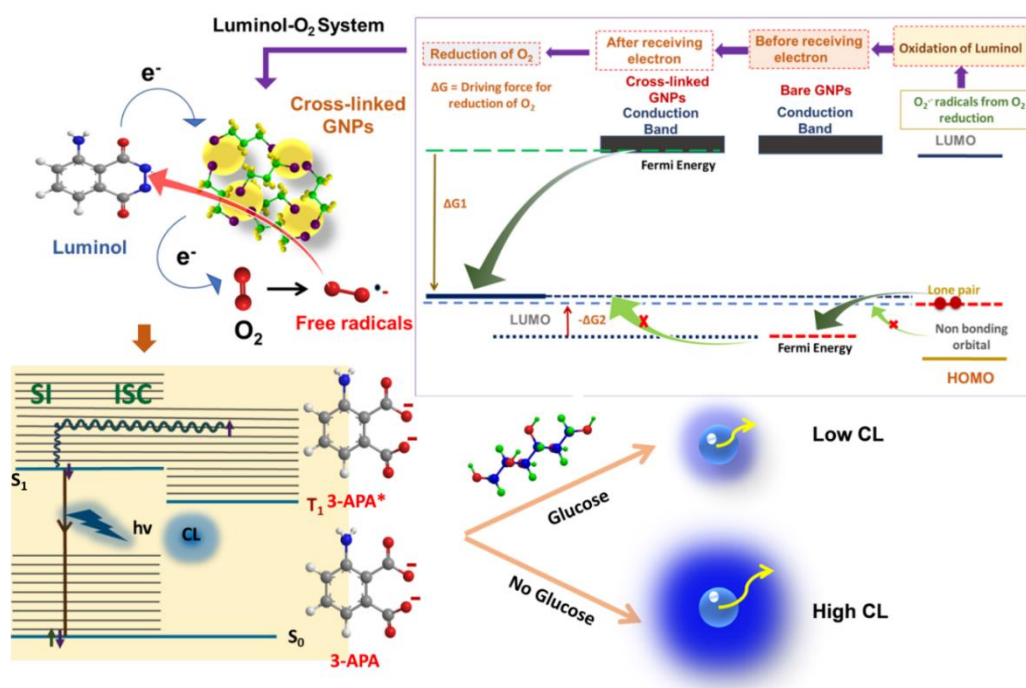 Luminol-O₂ System
e⁻
Cross-linked
GNPs
Luminol
e⁻
O₂
•-
Free radicals
Reduction of O₂
After receiving
electron
Before receiving
electron
Oxidation of Luminol
ΔG = Driving force for
reduction of O₂
Cross-linked
GNPs
Conduction
Band
Bare GNPs
Conduction
Band
O₂·⁻ radicals from O₂
reduction
LUMO
Fermi Energy
ΔG1
LUMO
-ΔG2
Fermi Energy
Lone pair
Non bonding
orbital
HOMO
SI
ISC
S₁
T₁
3-APA*
hv
CL
S₀
3-APA
Glucose
No Glucose
Low CL
High CL